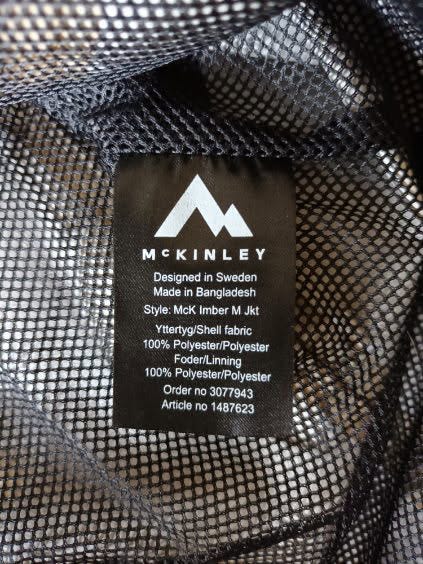 McKINLEY
Designed in Sweden
Made in Bangladesh
Style: McK Imber M Jkt
Yttertyg/Shell fabric
100% Polyester/Polyester
Foder/Linning
100% Polyester/Polyester
Order no 3077943
Article no 1487623